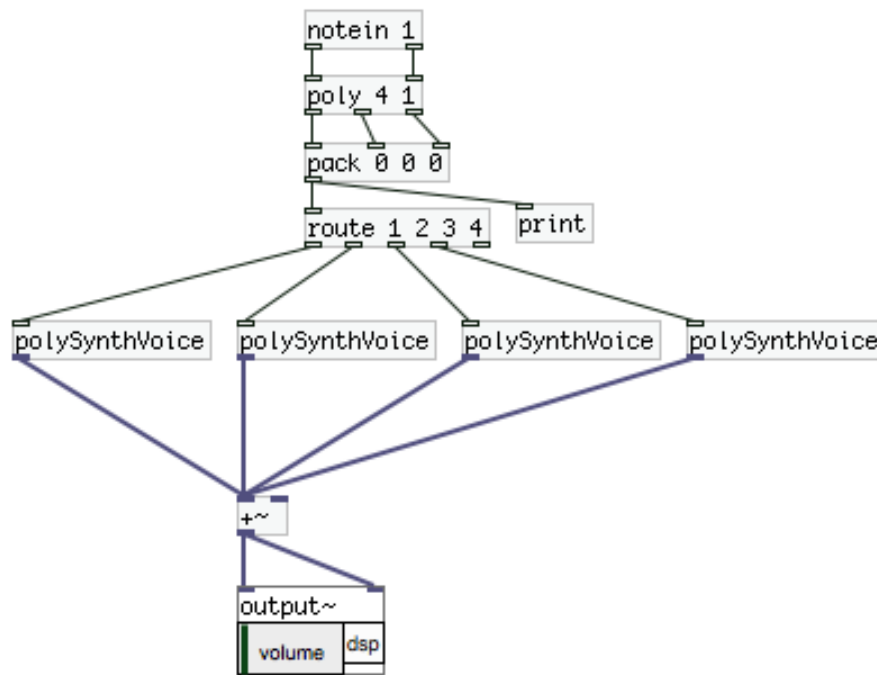 notein 1
poly 4 1
pack 0 0 0
route 1 2 3 4
print
polySynthVoice
polySynthVoice
polySynthVoice
polySynthVoice
+~
output~
volume
dsp